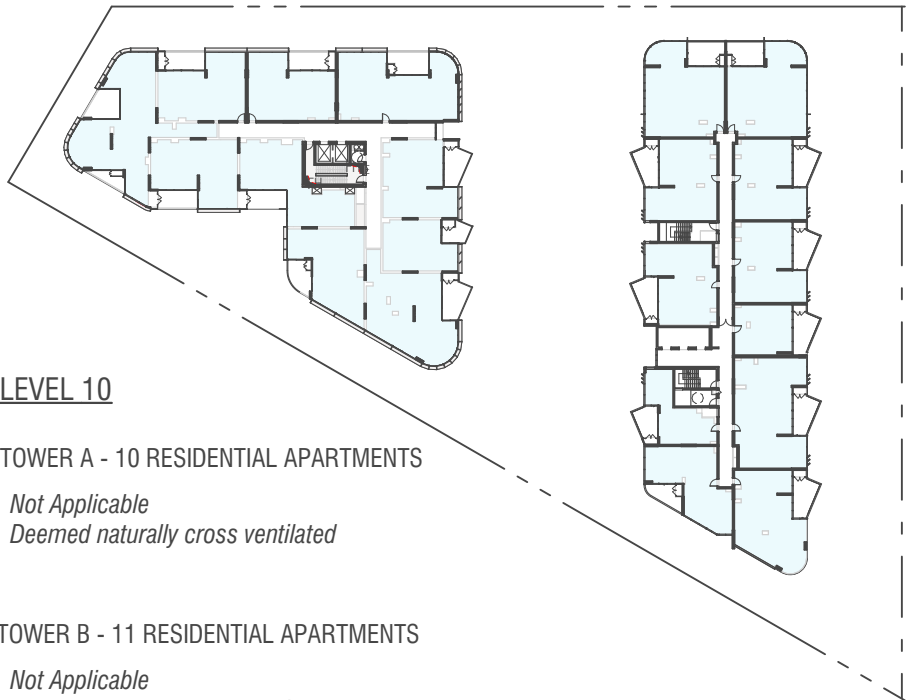 LEVEL 10
TOWER A - 10 RESIDENTIAL APARTMENTS
Not Applicable
Deemed naturally cross ventilated
TOWER B - 11 RESIDENTIAL APARTMENTS
Not Applicable